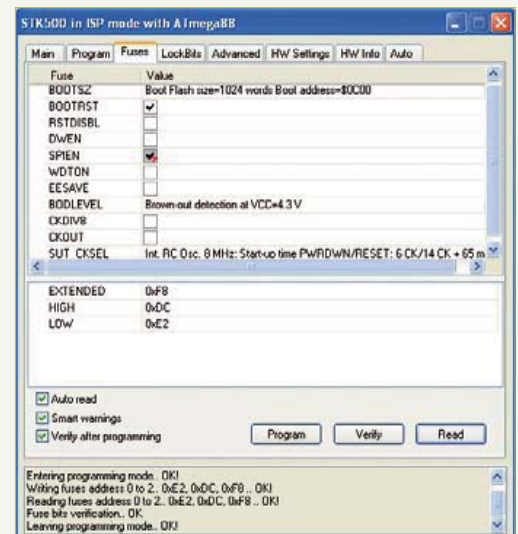 STK500 in ISP mode with ATmega88
Main Program Fuses LockBits Advanced HW Settings HW Info Auto
Fuse Value
BOOTSZ Boot Flash size=1024 words Boot address=$0C00
BOOTRST
RSTDISBL
DWEN
SPIEN
WDTON
EESAVE
BODLEVEL Brown-out detection at VCC=4.3 V
CKDIV8
CKOUT
SUT_CKSEL Int. RC Osc. 8 MHz; Start-up time PWRDWN/RESET: 6 CK/14 CK + 65 m
EXTENDED 0xF8
HIGH 0xDC
LOW 0xE2
Auto read
Smart warnings
Verify after programming
Program Verify Read
Entering programming mode.. OK!
Writing fuses address 0 to 2.. 0xE2, 0xDC, 0xF8 .. OK!
Reading fuses address 0 to 2.. 0xE2, 0xDC, 0xF8 .. OK!
Fuse bits verification.. OK
Leaving programming mode.. OK!